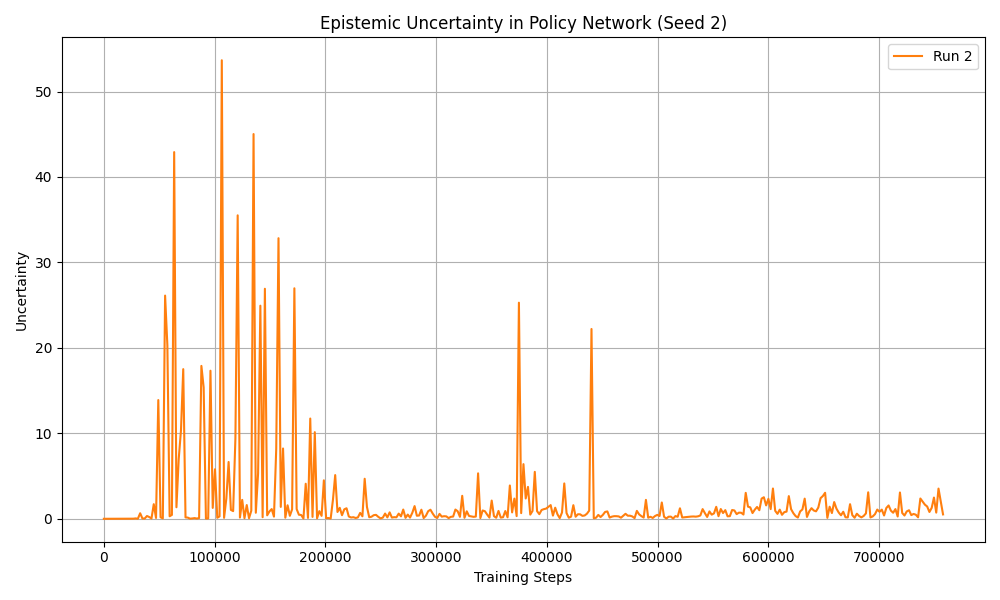 Epistemic Uncertainty in Policy Network (Seed 2)
Run 2
Uncertainty
50
40
30
20
10
0
0 100000 200000 300000 400000 500000 600000 700000
Training Steps